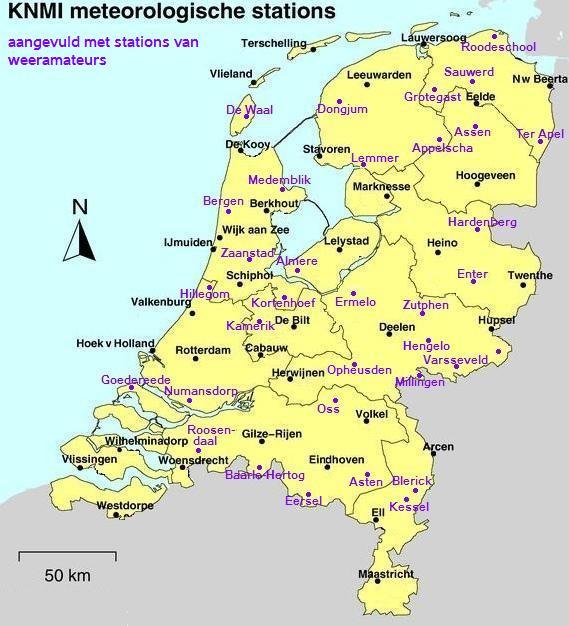 KNMI meteorologische stations
aangevuld met stations van
weeramateurs
Lauwersoog
Terschelling
Roodeschool
Vlieland
Leeuwarden
Sauwerd
Nw Beerta
Grotegast
Eelde
De Waal
Dongjum
Assen
Ter Apel
Appelscha
De Kooy
Stavoren
Lemmer
Medemblik
Marknesse
Hoogeveen
Bergen
Berkhout
N
Hardenberg
Wijk aan Zee
IJmuiden
Lelystad
Heino
Zaanstad
Almere
Schiphol
Enter
Twenthe
Hillegom
Kortenhoef
Ermelo
Valkenburg
Zutphen
Kamerik
De Bilt
Deelen
Hupsel
Hoek v Holland
Rotterdam
Cabauw
Hengelo
Varsseveld
Herwijnen
Opheusden
Goedereede
Millingen
Numansdorp
Oss
Volkel
Roosen-
daal
Gilze-Rijen
Wilhelminadorp
Arcen
Vlissingen
Woensdrecht
Eindhoven
Baarle-Hertog
Asten
Blerick
Eersel
Kessel
Westdorpe
Ell
50 km
Maastricht